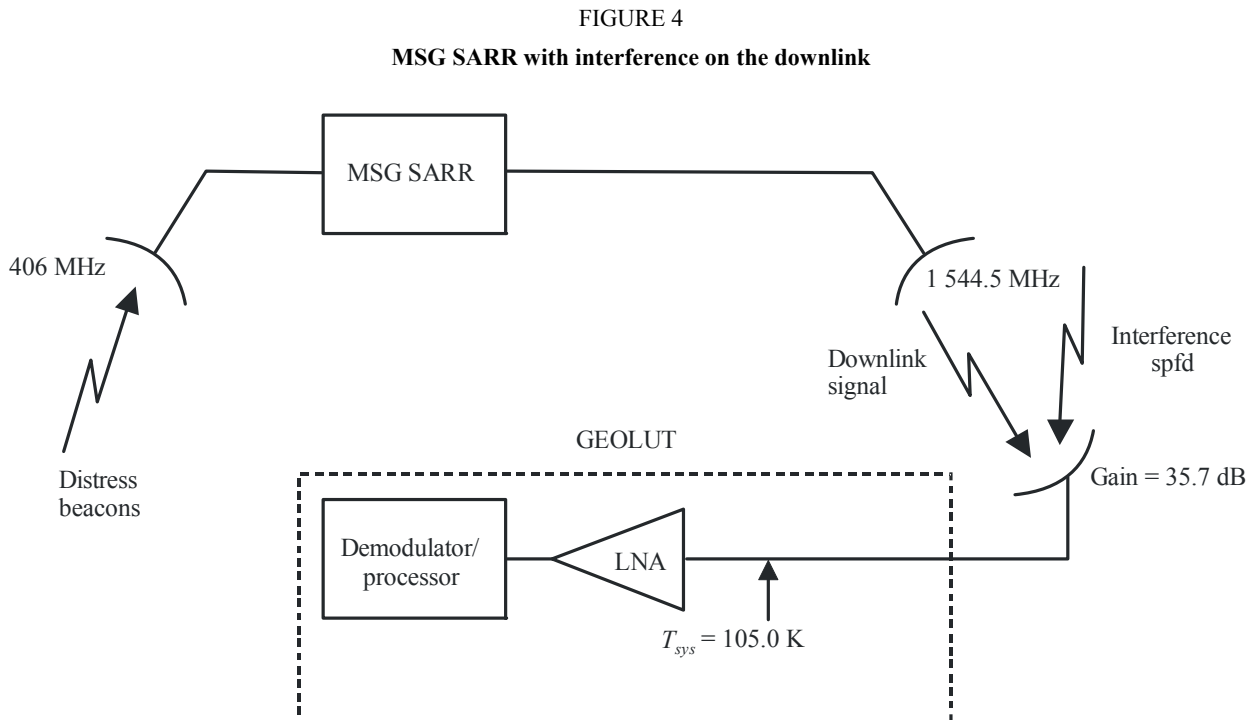 FIGURE 4
MSG SARR with interference on the downlink
MSG SARR
406 MHz
1 544.5 MHz
Interference
spfd
Downlink
signal
Distress
beacons
GEOLUT
Gain = 35.7 dB
Demodulator/
processor
LNA
Tsys = 105.0 K